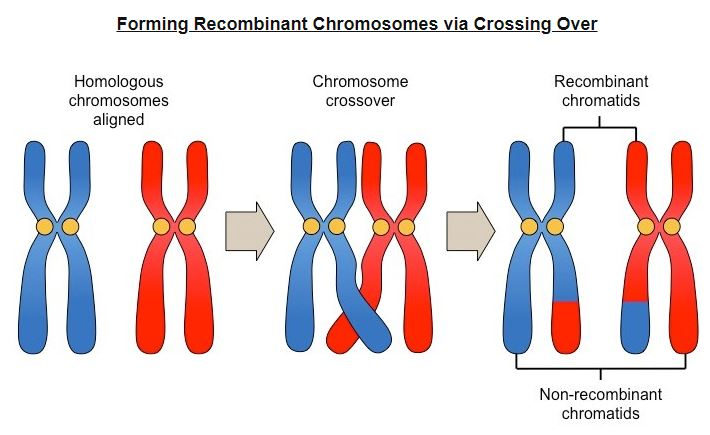 Forming Recombinant Chromosomes via Crossing Over
Homologous
chromosomes
aligned
Chromosome
crossover
Recombinant
chromatids
Non-recombinant
chromatids